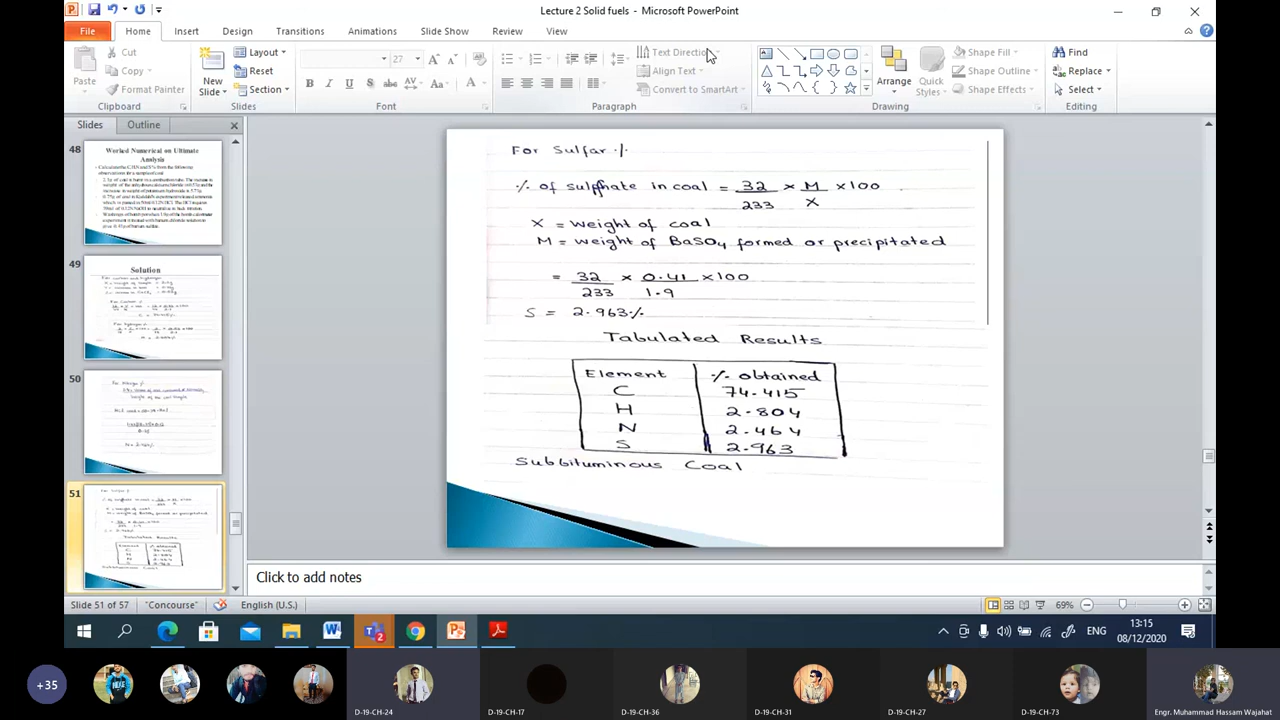 Lecture 2 Solid fuels - Microsoft PowerPoint
File Home Insert Design Transitions Animations Slide Show Review View
Cut
Copy
Format Painter
Paste
Clipboard
New Slide
Layout
Reset
Section
Slides
27
B I U S abc AV Aa A
Font
Text Direction
Align Text
Convert to SmartArt
Paragraph
Arrange
Quick Styles
Shape Fill
Shape Outline
Shape Effects
Drawing
Find
Replace
Select
Editing
Slides Outline
48
Worked Numerical on Ultimate
Analysis
49
Solution
50
51
For Sulfar %
% of sulphar in coal = 32/233 × M/X × 100
X = weight of coal
M = weight of BaSO4 formed or precipitated
= 32/233 × 0.41/1.9 × 100
S = 2.963%
Tabulated Results
Element % obtained
C 74.415
H 2.804
N 2.464
S 2.963
Subbituminous Coal
Click to add notes
Slide 51 of 57 "Concourse" English (U.S.) 69%
ENG
13:15
08/12/2020
+35
D-19-CH-24
D-19-CH-17
D-19-CH-36
D-19-CH-31
D-19-CH-27
D-19-CH-73
Engr. Muhammad Hassam Wajahat